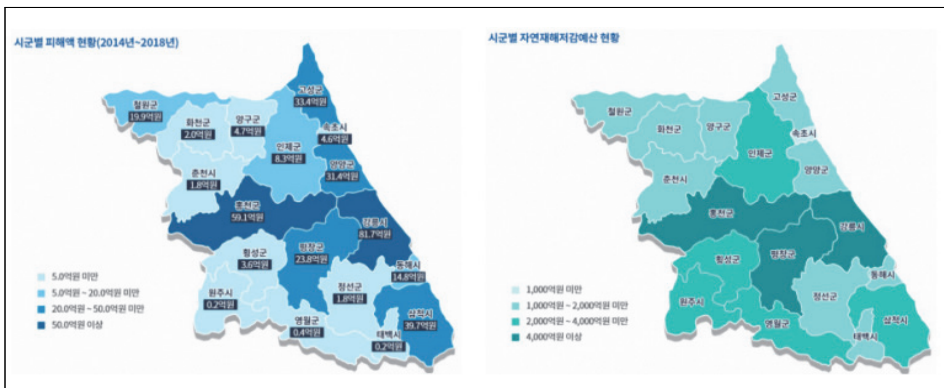 시군별 피해액 현황(2014년~2018년)
고성군
33.4억원
철원군
19.9억원
화천군
2.0억원
양구군
4.7억원
속초시
4.6억원
인제군
8.3억원
양양군
31.4억원
춘천시
1.8억원
홍천군
59.1억원
강릉시
81.7억원
횡성군
3.6억원
평창군
23.8억원
동해시
14.8억원
정선군
1.8억원
원주시
0.2억원
영월군
0.4억원
삼척시
39.7억원
태백시
0.2억원
5.0억원 미만
5.0억원 ~ 20.0억원 미만
20.0억원 ~ 50.0억원 미만
50.0억원 이상
시군별 자연재해저감예산 현황
고성군
철원군
화천군
양구군
속초시
인제군
양양군
춘천시
홍천군
강릉시
횡성군
평창군
동해시
정선군
원주시
영월군
삼척시
태백시
1,000억원 미만
1,000억원 ~ 2,000억원 미만
2,000억원 ~ 4,000억원 미만
4,000억원 이상